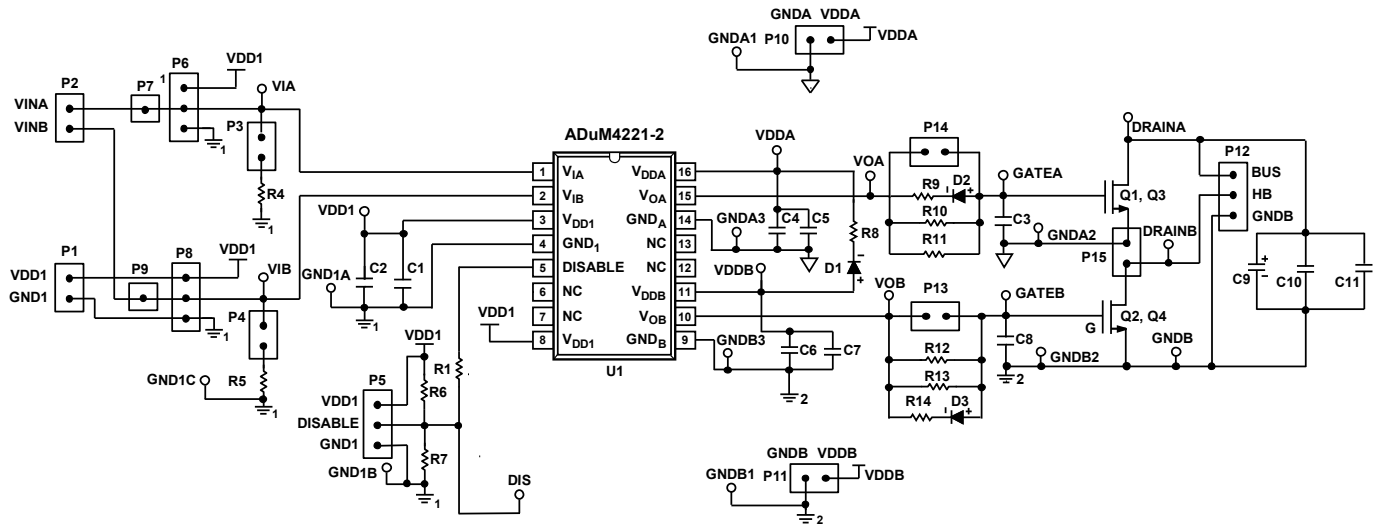 GNDA VDDA
GNDA1
P10
VDDA
VDD1
P6
P2
P7
1
VIA
VINA
VINB
P3
1
R4
1
ADuM4221-2
1 VIA
2 VIB
3 VDD1
4 GND1
5 DISABLE
6 NC
7 NC
8 VDD1
VDDA 16
VOA 15
GNDA 14
NC 13
NC 12
VDDB 11
VOB 10
GNDB 9
U1
VDDA
GNDA3
C4
C5
R8
D1
- +
VDDB
VOA
P14
R9
- D2 +
R10
R11
GATEA
C3
GNDA2
DRAINA
Q1, Q3
P15
DRAINB
P12
BUS
HB
GNDB
C9 + -
C10
C11
VDD1
P1
P9
P8
VDD1
GND1
VIB
1
P4
R5
GND1C
1
VDD1
GND1A
C2
C1
1
VDD1
VDD1
R1
R6
P5
VDD1
DISABLE
GND1
R7
GND1B
1
DIS
GNDB3
C6
C7
2
VOB
P13
R12
R13
R14
- D3 +
GATEB
C8
2
GNDB2
G
Q2, Q4
GNDB
GNDB VDDB
GNDB1
P11
VDDB
2